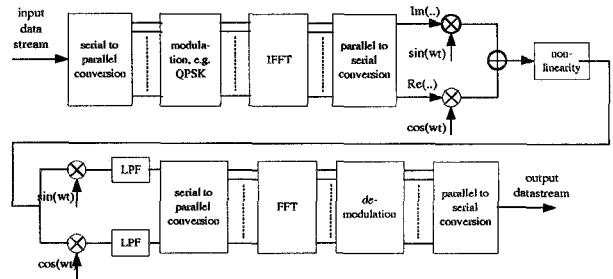 input
data
stream
serial to
parallel
conversion
modula-
tion, e.g.
QPSK
IFFT
parallel to
serial
conversion
Im(..)
sin(wt)
Re(..)
cos(wt)
non-
linearity
sin(wt)
cos(wt)
LPF
LPF
serial to
parallel
conversion
FFT
de-
modulation
parallel to
serial
conversion
output
datastream